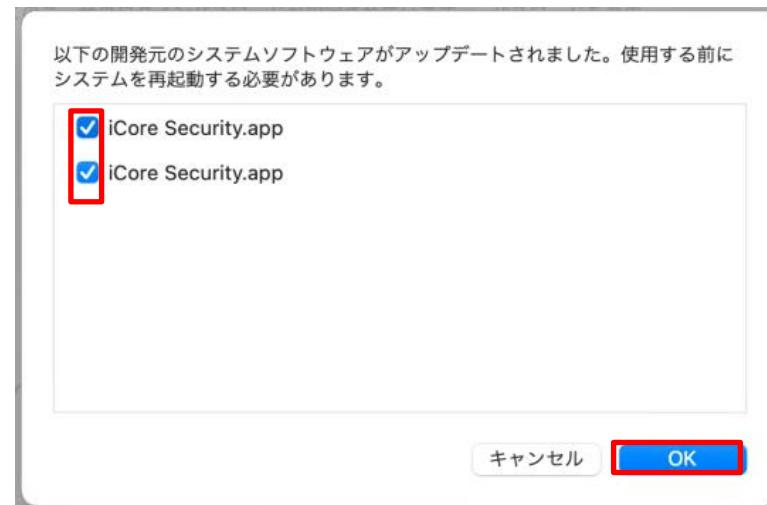 以下の開発元のシステムソフトウェアがアップデートされました。使用する前に
システムを再起動する必要があります。
iCore Security.app
iCore Security.app
キャンセル
OK